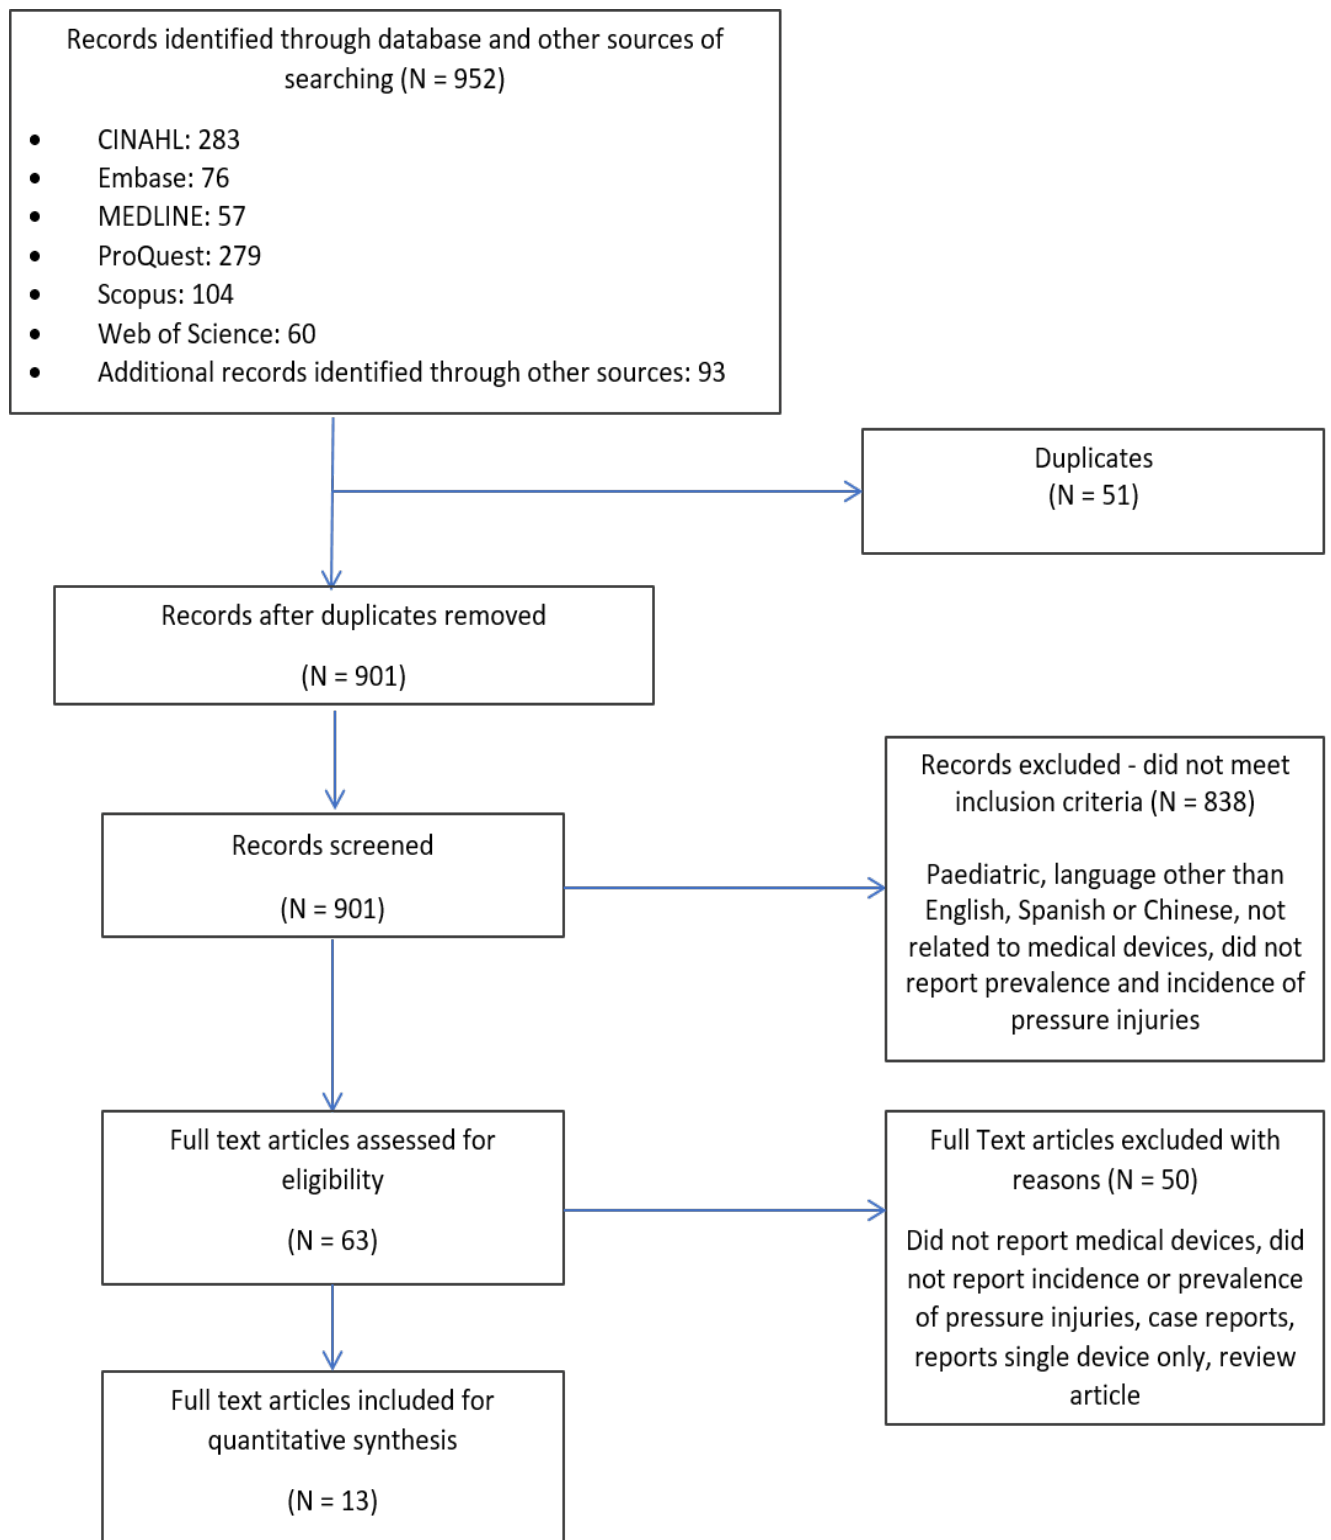 Records identified through database and other sources of
searching (N = 952)
• CINAHL: 283
• Embase: 76
• MEDLINE: 57
• ProQuest: 279
• Scopus: 104
• Web of Science: 60
• Additional records identified through other sources: 93
Duplicates
(N = 51)
Records after duplicates removed
(N = 901)
Records screened
(N = 901)
Records excluded - did not meet
inclusion criteria (N = 838)
Paediatric, language other than
English, Spanish or Chinese, not
related to medical devices, did not
report prevalence and incidence of
pressure injuries
Full text articles assessed for
eligibility
(N = 63)
Full Text articles excluded with
reasons (N = 50)
Did not report medical devices, did
not report incidence or prevalence
of pressure injuries, case reports,
reports single device only, review
article
Full text articles included for
quantitative synthesis
(N = 13)